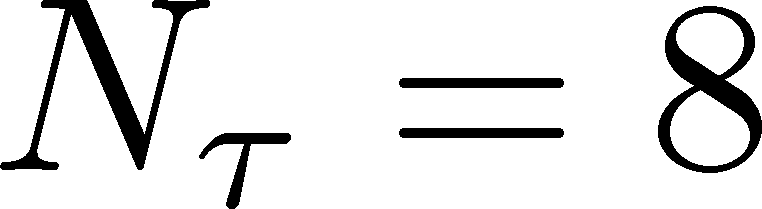 N_τ = 8